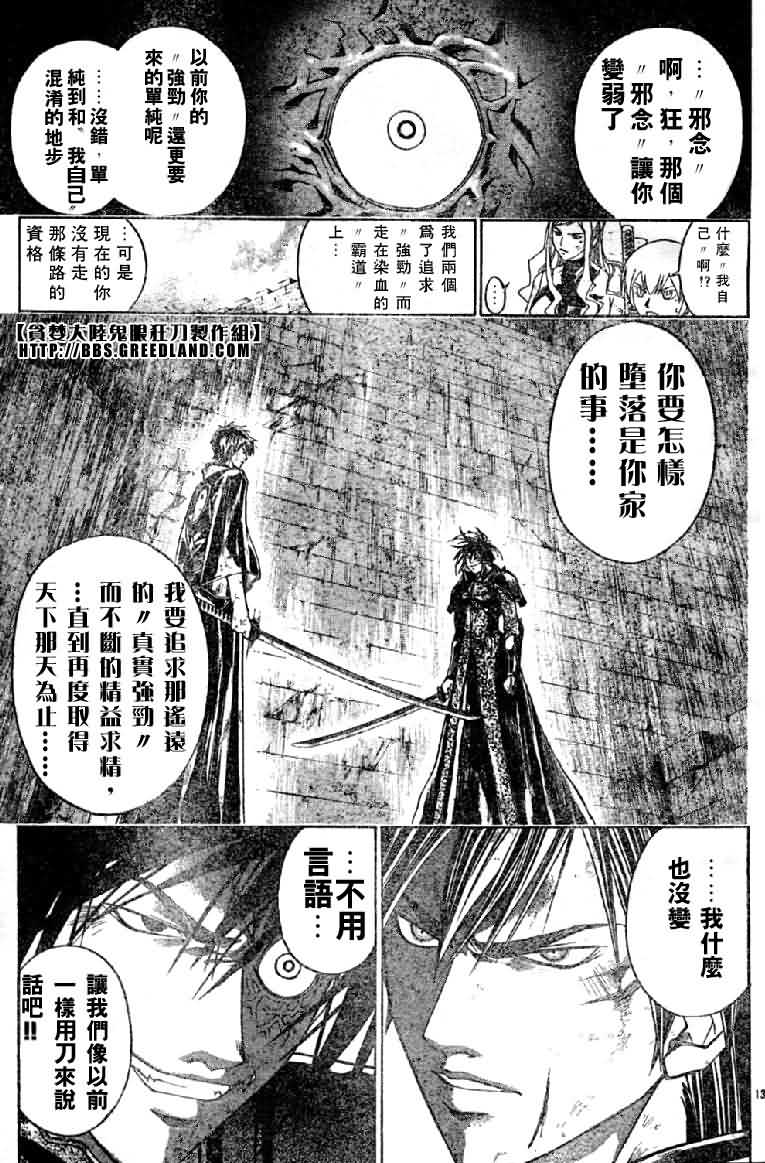 …〝邪念〞
啊，狂，那個
〝邪念〞讓你
變弱了
以前你的
〝強勁〞還更要
來的單純呢
……沒錯，單
純到和〝我自己〞
混淆的地步
什麼〝我自
己〞啊!?
我們兩個
為了追求
〝強勁〞而
走在染血的
〝霸道〞
上…
…可是
現在的你
沒有走
那條路的
資格
【貪婪大陸鬼眼狂刀製作組】
HTTP://BBS.GREEDLAND.COM
你要怎樣
墮落是你家
的事……
我要追求那遙遠
的〝真實強勁〞
而不斷的精益求精，
…直到再度取得
天下那天為止……
……我什麼
也沒變
…不用
言語…
讓我們像以前
一樣用刀來說
話吧!!
13